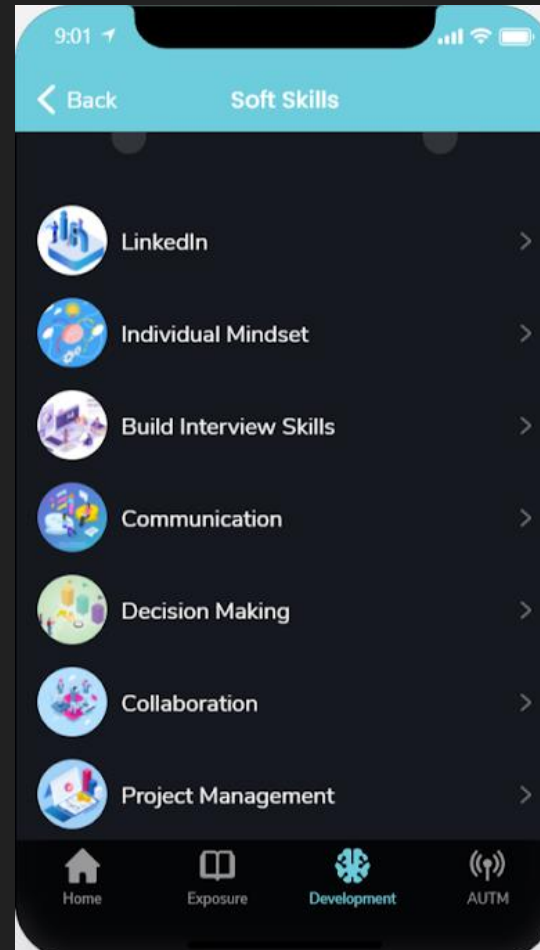 9:01
Back
Soft Skills
LinkedIn
Individual Mindset
Build Interview Skills
Communication
Decision Making
Collaboration
Project Management
Home
Exposure
Development
AUTM